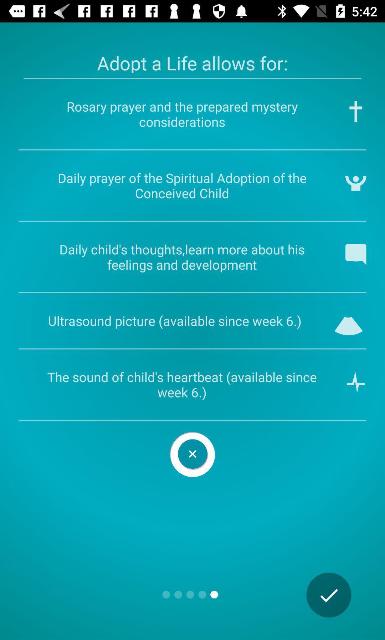 5:42
Adopt a Life allows for:
Rosary prayer and the prepared mystery
considerations
Daily prayer of the Spiritual Adoption of the
Conceived Child
Daily child's thoughts,learn more about his
feelings and development
Ultrasound picture (available since week 6.)
The sound of child's heartbeat (available since
week 6.)